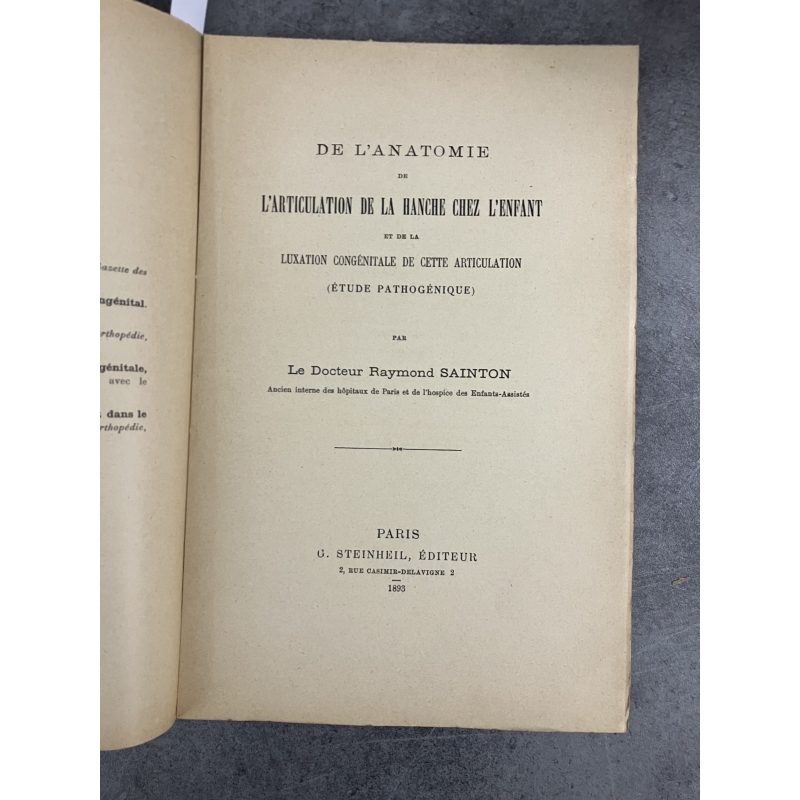 azette des
ngénital.
rthopédie,
génitale,
avec le
dans le
rthopédie,
DE L'ANATOMIE
DE
L'ARTICULATION DE LA HANCHE CHEZ L'ENFANT
ET DE LA
LUXATION CONGÉNITALE DE CETTE ARTICULATION
(ÉTUDE PATHOGÉNIQUE)
PAR
Le Docteur Raymond SAINTON
Ancien interne des hôpitaux de Paris et de l'hospice des Enfants-Assistés
PARIS
G. STEINHEIL, ÉDITEUR
2, RUE CASIMIR-DELAVIGNE 2
1893